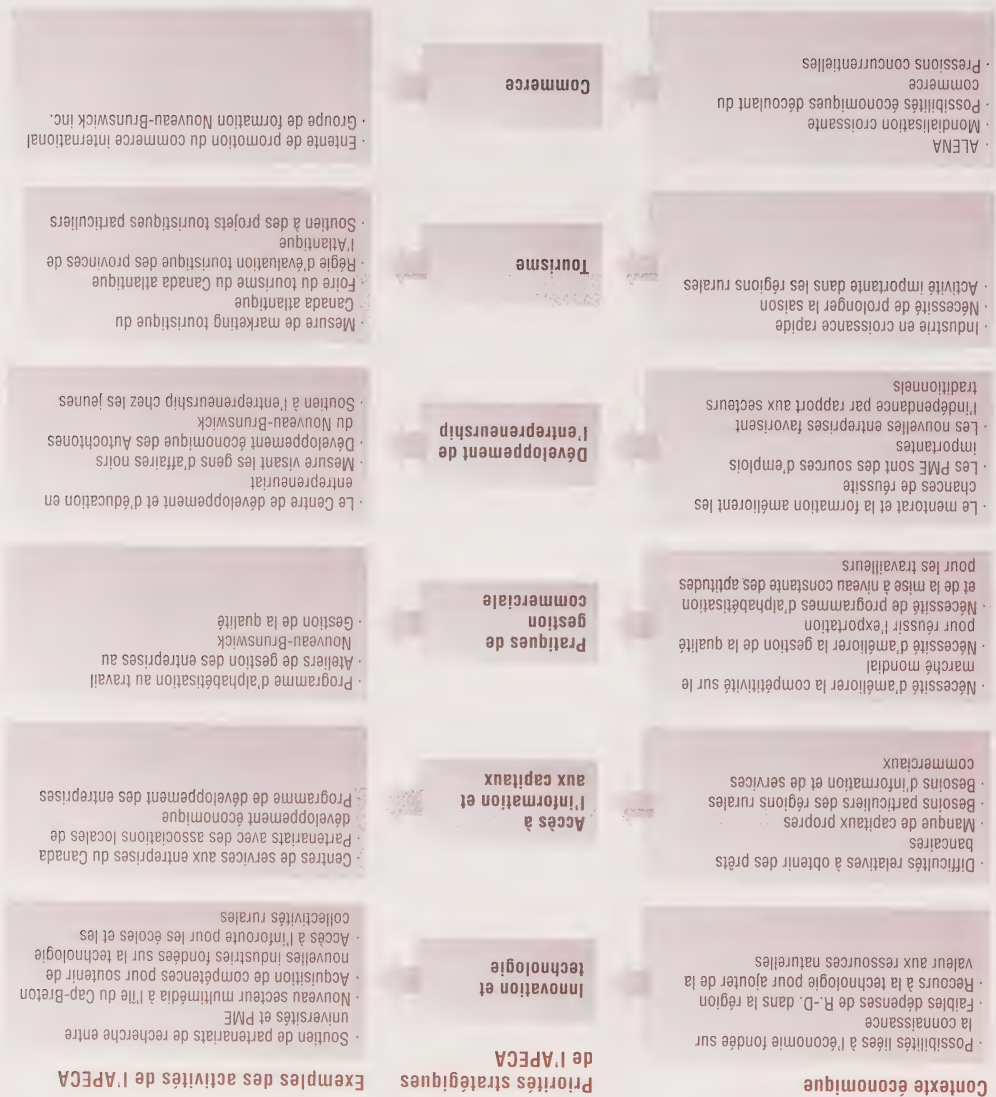 Contexte économique
Priorités stratégiques
de l'APECA
Exemples des activités de l'APECA
· Possibilités liées à l'économie fondée sur
la connaissance
· Faibles dépenses de R.-D. dans la région
· Recours à la technologie pour ajouter de la
valeur aux ressources naturelles
Innovation et
technologie
· Soutien de partenariats de recherche entre
universités et PME
· Nouveau secteur multimédia à l'île du Cap-Breton
· Acquisition de compétences pour soutenir de
nouvelles industries fondées sur la technologie
· Accès à l'inforoute pour les écoles et les
collectivités rurales
· Difficultés relatives à obtenir des prêts
bancaires
· Manque de capitaux propres
· Besoins particuliers des régions rurales
· Besoins d'information et de services
commerciaux
Accès à
l'information et
aux capitaux
· Centres de services aux entreprises du Canada
· Partenariats avec des associations locales de
développement économique
· Programme de développement des entreprises
· Nécessité d'améliorer la compétitivité sur le
marché mondial
· Nécessité d'améliorer la gestion de la qualité
pour réussir l'exportation
· Nécessité de programmes d'alphabétisation
et de la mise à niveau constante des aptitudes
pour les travailleurs
Pratiques de
gestion
commerciale
· Programme d'alphabétisation au travail
· Ateliers de gestion des entreprises au
Nouveau-Brunswick
· Gestion de la qualité
· Le mentorat et la formation améliorent les
chances de réussite
· Les PME sont des sources d'emplois
importantes
· Les nouvelles entreprises favorisent
l'indépendance par rapport aux secteurs
traditionnels
Développement de
l'entrepreneurship
· Le Centre de développement et d'éducation en
entrepreneuriat
· Mesure visant les gens d'affaires noirs
· Développement économique des Autochtones
du Nouveau-Brunswick
· Soutien à l'entrepreneurship chez les jeunes
· Industrie en croissance rapide
· Nécessité de prolonger la saison
· Activité importante dans les régions rurales
Tourisme
· Mesure de marketing touristique du
Canada atlantique
· Foire du tourisme du Canada atlantique
· Régie d'évaluation touristique des provinces de
l'Atlantique
· Soutien à des projets touristiques particuliers
· ALENA
· Mondialisation croissante
· Possibilités économiques découlant du
commerce
· Pressions concurrentielles
Commerce
· Entente de promotion du commerce international
· Groupe de formation Nouveau-Brunswick inc.